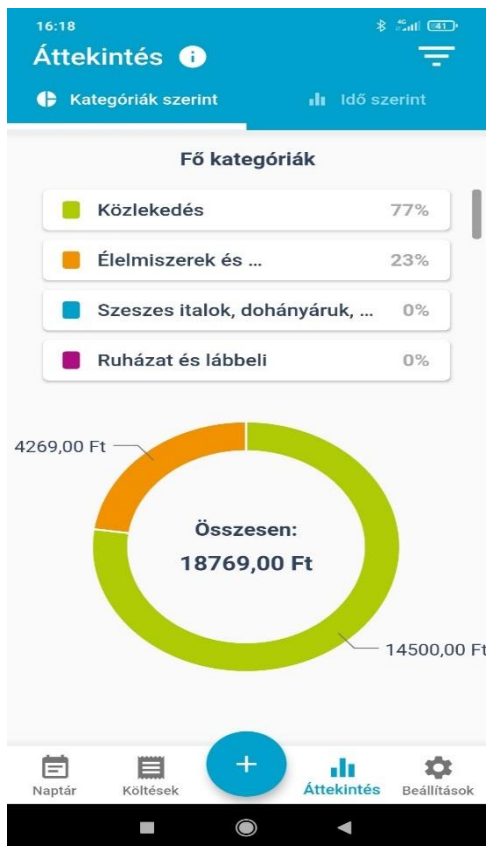 16:18
4G
41
Áttekintés
Kategóriák szerint
Idő szerint
Fő kategóriák
Közlekedés 77%
Élelmiszerek és ... 23%
Szeszes italok, dohányáruk, ... 0%
Ruházat és lábbeli 0%
4269,00 Ft
Összesen:
18769,00 Ft
14500,00 Ft
Naptár
Költések
Áttekintés
Beállítások